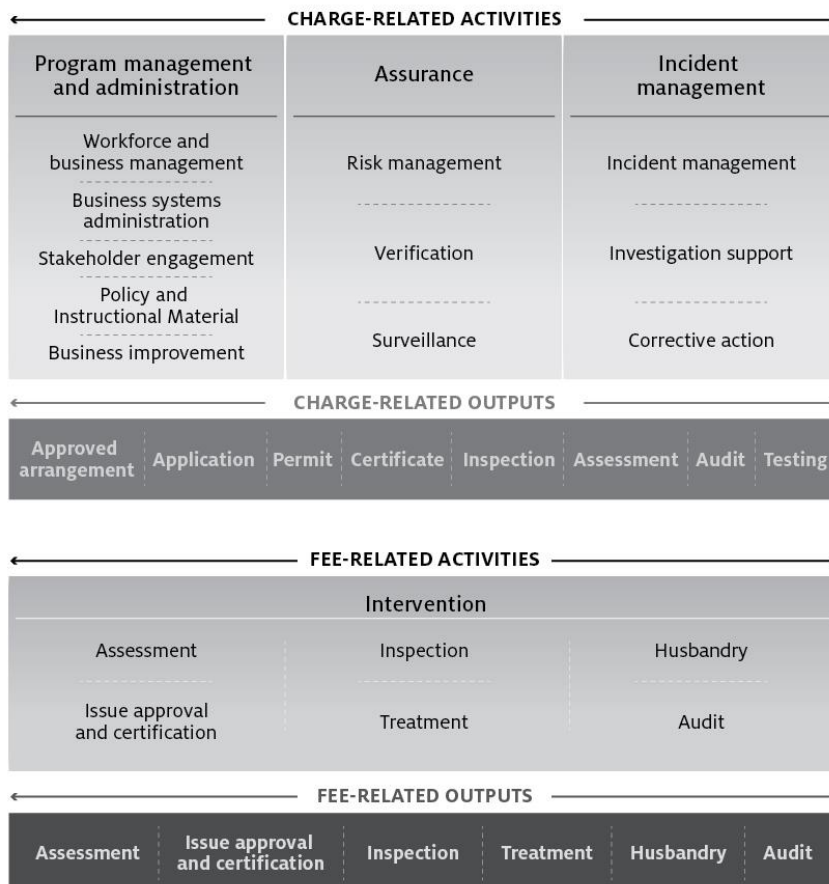 CHARGE-RELATED ACTIVITIES
Program management
and administration
Workforce and
business management
Business systems
administration
Stakeholder engagement
Policy and
Instructional Material
Business improvement
Assurance
Risk management
Verification
Surveillance
Incident
management
Incident management
Investigation support
Corrective action
CHARGE-RELATED OUTPUTS
Approved
arrangement
Application
Permit
Certificate
Inspection
Assessment
Audit
Testing
FEE-RELATED ACTIVITIES
Intervention
Assessment
Inspection
Husbandry
Issue approval
and certification
Treatment
Audit
FEE-RELATED OUTPUTS
Assessment
Issue approval
and certification
Inspection
Treatment
Husbandry
Audit